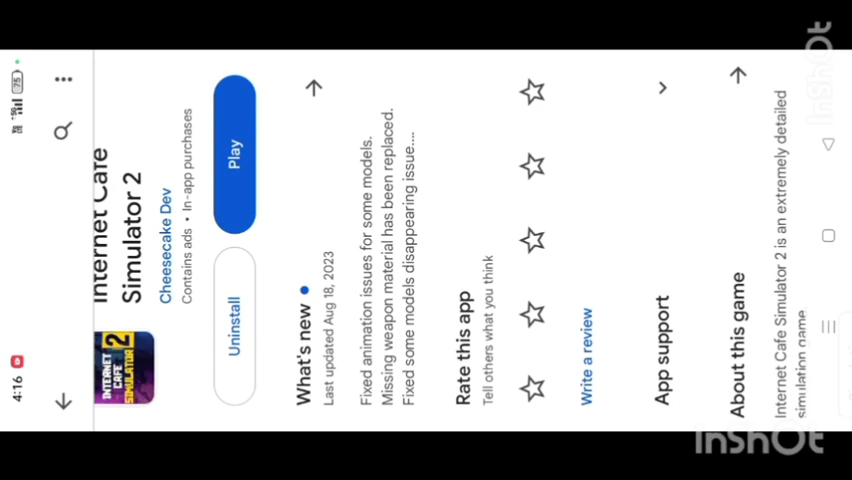 4:16
75
Internet Cafe
Simulator 2
Cheesecake Dev
Contains ads • In-app purchases
INTERNET
CAFE
SIMULATOR
2
Uninstall
Play
What's new
Last updated Aug 18, 2023
Fixed animation issues for some models.
Missing weapon material has been replaced.
Fixed some models disappearing issue....
Rate this app
Tell others what you think
Write a review
App support
About this game
Internet Cafe Simulator 2 is an extremely detailed
simulation game
InShOt
InShOt